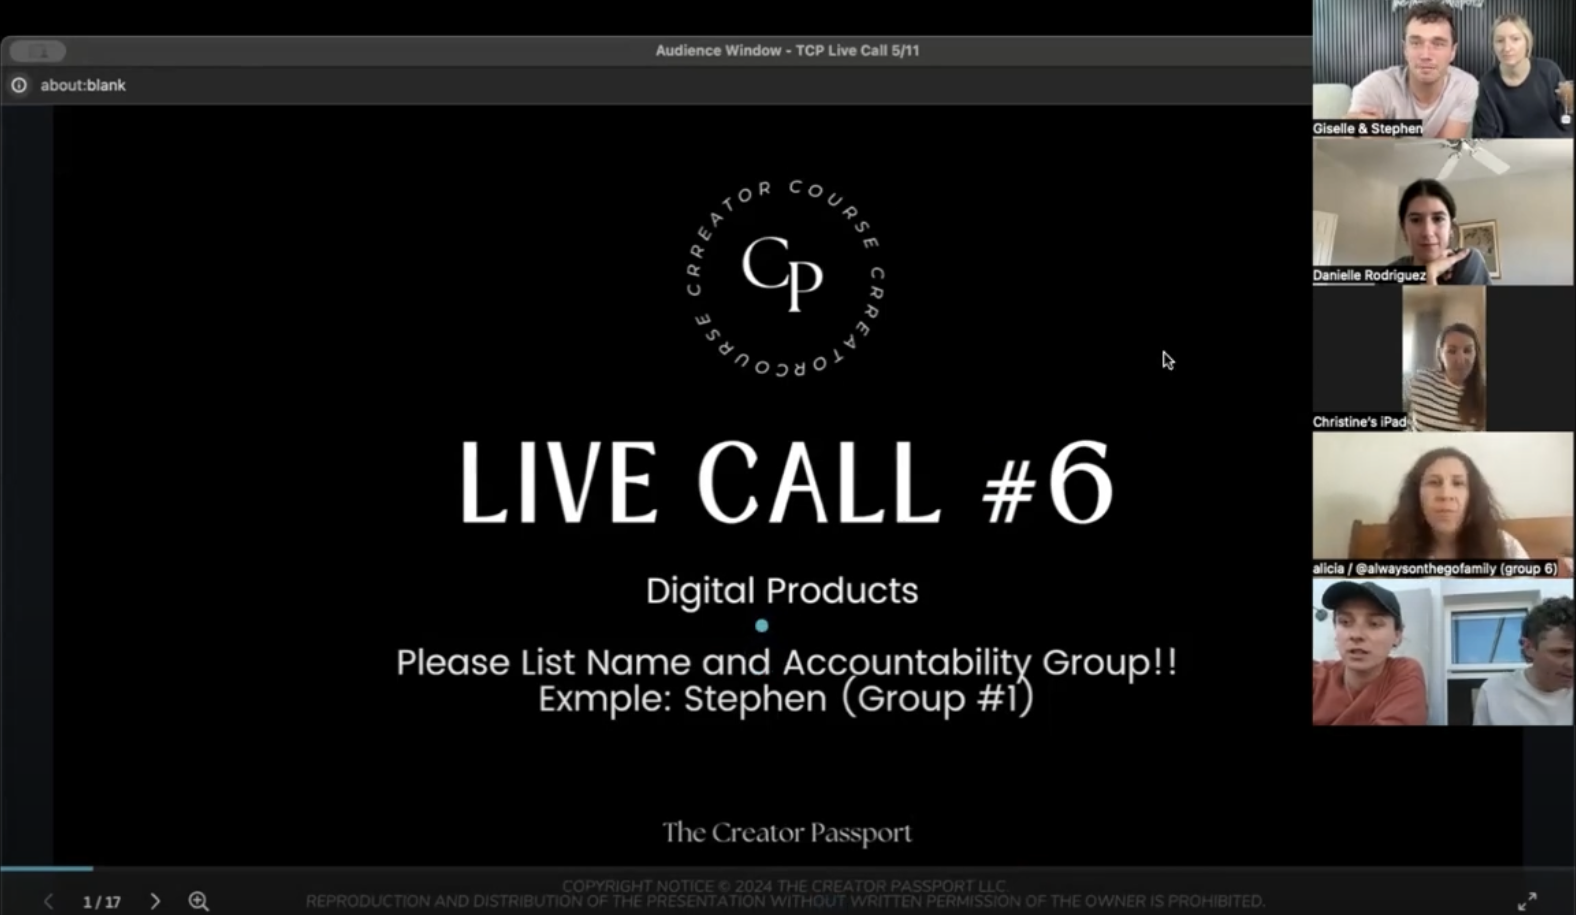 Audience Window - TCP Live Call 5/11
about:blank
CRREATOR COURSE CRREATORCOURSE
CP
LIVE CALL #6
Digital Products
Please List Name and Accountability Group!!
Exmple: Stephen (Group #1)
The Creator Passport
COPYRIGHT NOTICE © 2024 THE CREATOR PASSPORT LLC
REPRODUCTION AND DISTRIBUTION OF THE PRESENTATION WITHOUT WRITTEN PERMISSION OF THE OWNER IS PROHIBITED.
1 / 17
Giselle & Stephen
Danielle Rodriguez
Christine's iPad
alicia / @alwaysonthegofamily (group 6)